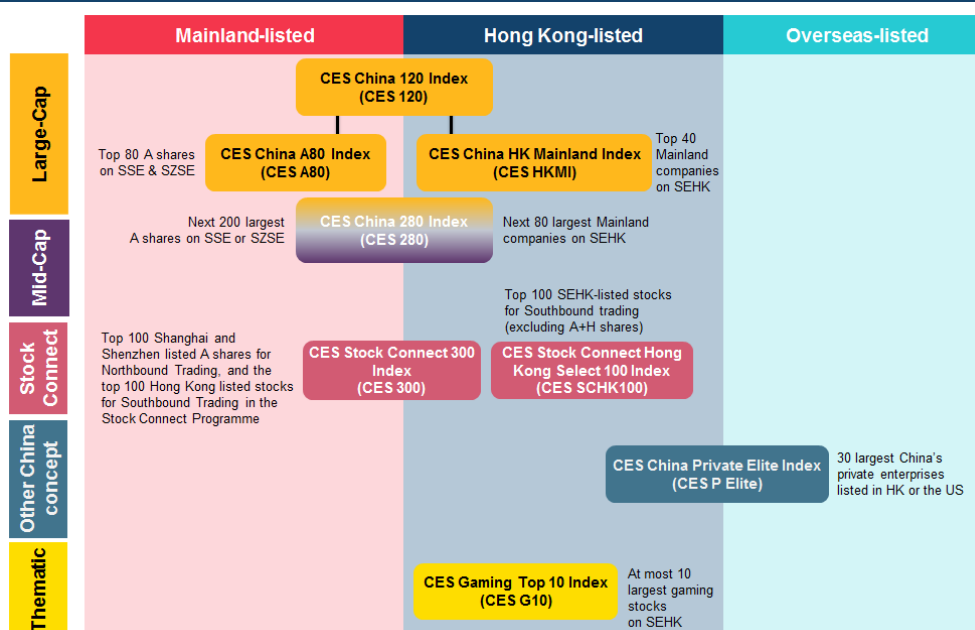 Mainland-listed
Hong Kong-listed
Overseas-listed
Large-Cap
CES China 120 Index
(CES 120)
Top 80 A shares
on SSE & SZSE
CES China A80 Index
(CES A80)
CES China HK Mainland Index
(CES HKMI)
Top 40
Mainland
companies
on SEHK
Mid-Cap
Next 200 largest
A shares on SSE or SZSE
CES China 280 Index
(CES 280)
Next 80 largest Mainland
companies on SEHK
Stock
Connect
Top 100 SEHK-listed stocks
for Southbound trading
(excluding A+H shares)
Top 100 Shanghai and
Shenzhen listed A shares for
Northbound Trading, and the
top 100 Hong Kong listed stocks
for Southbound Trading in the
Stock Connect Programme
CES Stock Connect 300
Index
(CES 300)
CES Stock Connect Hong
Kong Select 100 Index
(CES SCHK100)
Other China
concept
CES China Private Elite Index
(CES P Elite)
30 largest China's
private enterprises
listed in HK or the US
Thematic
CES Gaming Top 10 Index
(CES G10)
At most 10
largest gaming
stocks
on SEHK